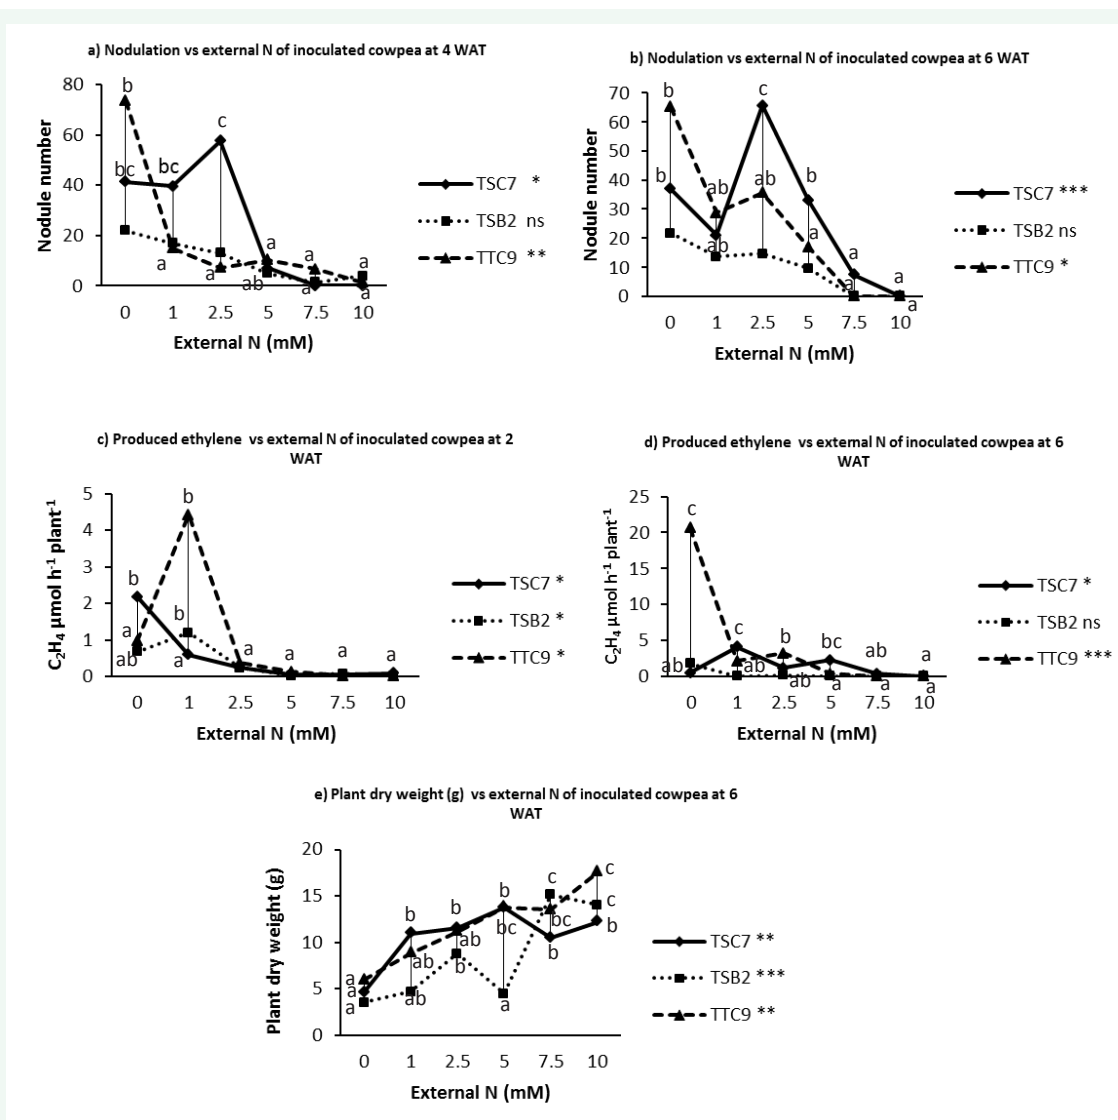 a) Nodulation vs external N of inoculated cowpea at 4 WAT
80
60
40
20
0
Nodule number
b
bc
bc
c
a
a
a
a
ab
a
a
0 1 2.5 5 7.5 10
External N (mM)
TSC7 *
TSB2 ns
TTC9 **
b) Nodulation vs external N of inoculated cowpea at 6 WAT
70
60
50
40
30
20
10
0
Nodule number
b
c
b
ab
ab
b
ab
a
a
a
a
a
0 1 2.5 5 7.5 10
External N (mM)
TSC7 ***
TSB2 ns
TTC9 *
c) Produced ethylene vs external N of inoculated cowpea at 2
WAT
5
4
3
2
1
0
C₂H₄ µmol h⁻¹ plant⁻¹
b
b
b
a
ab
a
a
a
a
a
0 1 2.5 5 7.5 10
External N (mM)
TSC7 *
TSB2 *
TTC9 *
d) Produced ethylene vs external N of inoculated cowpea at 6
WAT
25
20
15
10
5
0
C₂H₄ µmol h⁻¹ plant⁻¹
c
c
b
bc
ab
a
ab
ab
ab
a
a
a
0 1 2.5 5 7.5 10
External N (mM)
TSC7 *
TSB2 ns
TTC9 ***
e) Plant dry weight (g) vs external N of inoculated cowpea at 6
WAT
20
15
10
5
0
Plant dry weight (g)
a
a
a
b
ab
ab
b
ab
b
b
bc
a
c
bc
b
c
c
b
0 1 2.5 5 7.5 10
External N (mM)
TSC7 **
TSB2 ***
TTC9 **